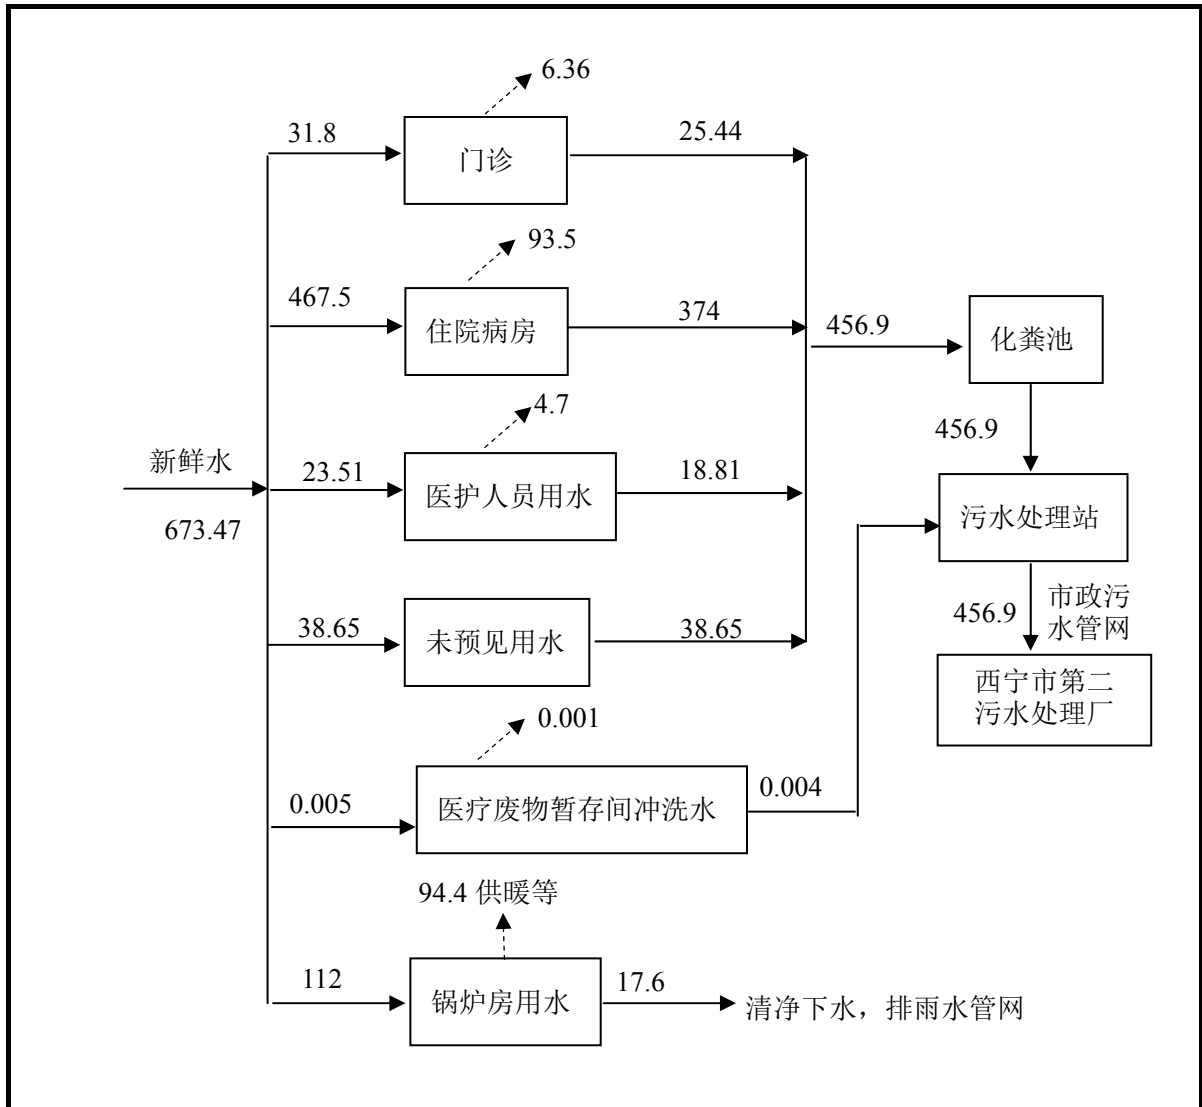 6.36
31.8
门诊
25.44
93.5
467.5
住院病房
374
456.9
化粪池
4.7
456.9
新鲜水
23.51
医护人员用水
18.81
673.47
污水处理站
38.65
未预见用水
38.65
456.9
市政污
水管网
西宁市第二
污水处理厂
0.001
0.005
医疗废物暂存间冲洗水
0.004
94.4 供暖等
112
锅炉房用水
17.6
清净下水，排雨水管网